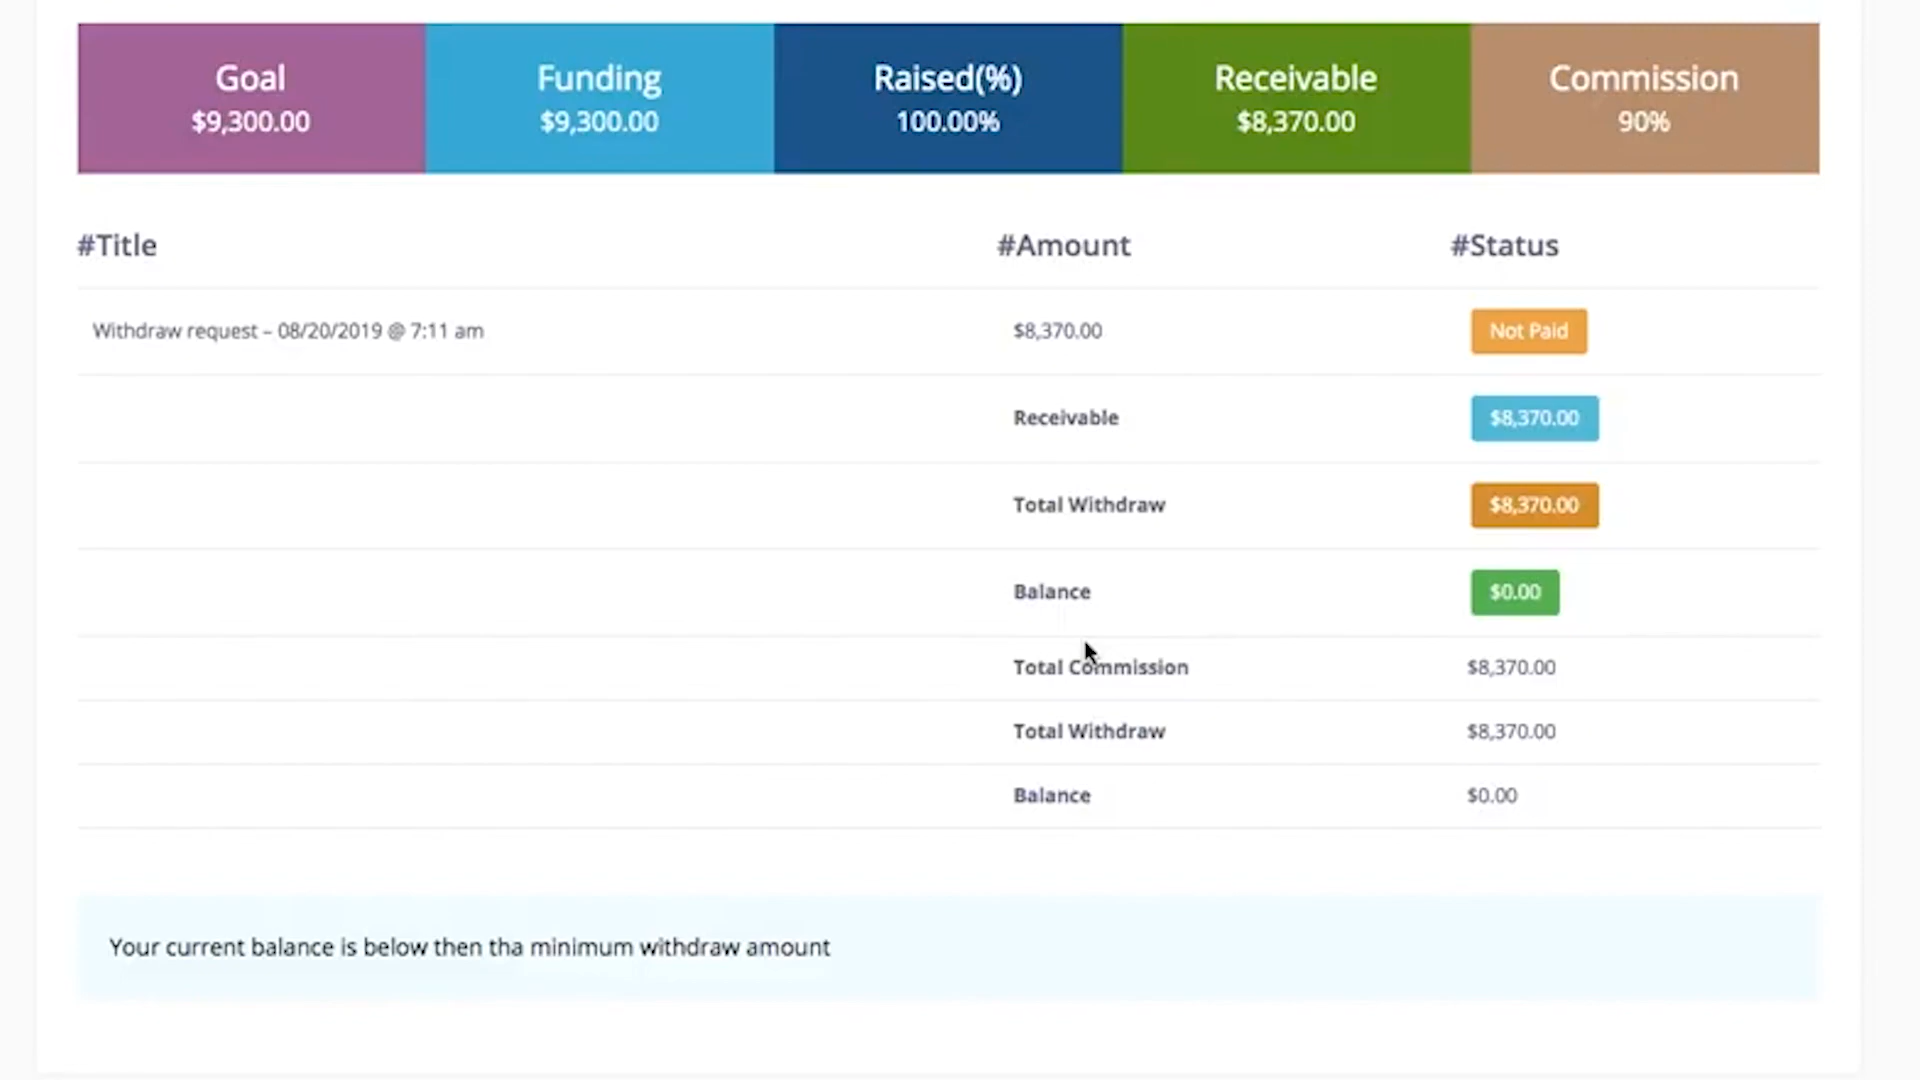 Goal
$9,300.00
Funding
$9,300.00
Raised(%)
100.00%
Receivable
$8,370.00
Commission
90%
#Title #Amount #Status
Withdraw request – 08/20/2019 @ 7:11 am $8,370.00 Not Paid
Receivable $8,370.00
Total Withdraw $8,370.00
Balance $0.00
Total Commission $8,370.00
Total Withdraw $8,370.00
Balance $0.00
Your current balance is below then tha minimum withdraw amount